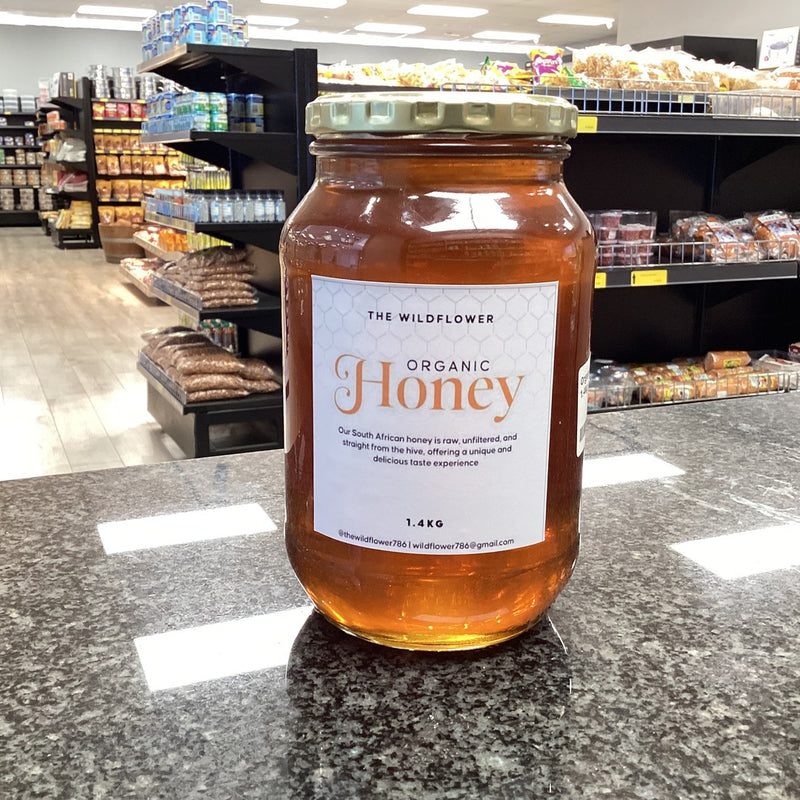 THE WILDFLOWER
ORGANIC
Honey
Our South African honey is raw, unfiltered, and
straight from the hive, offering a unique and
delicious taste experience
1.4KG
@thewildflower786 | wildflower786@gmail.com